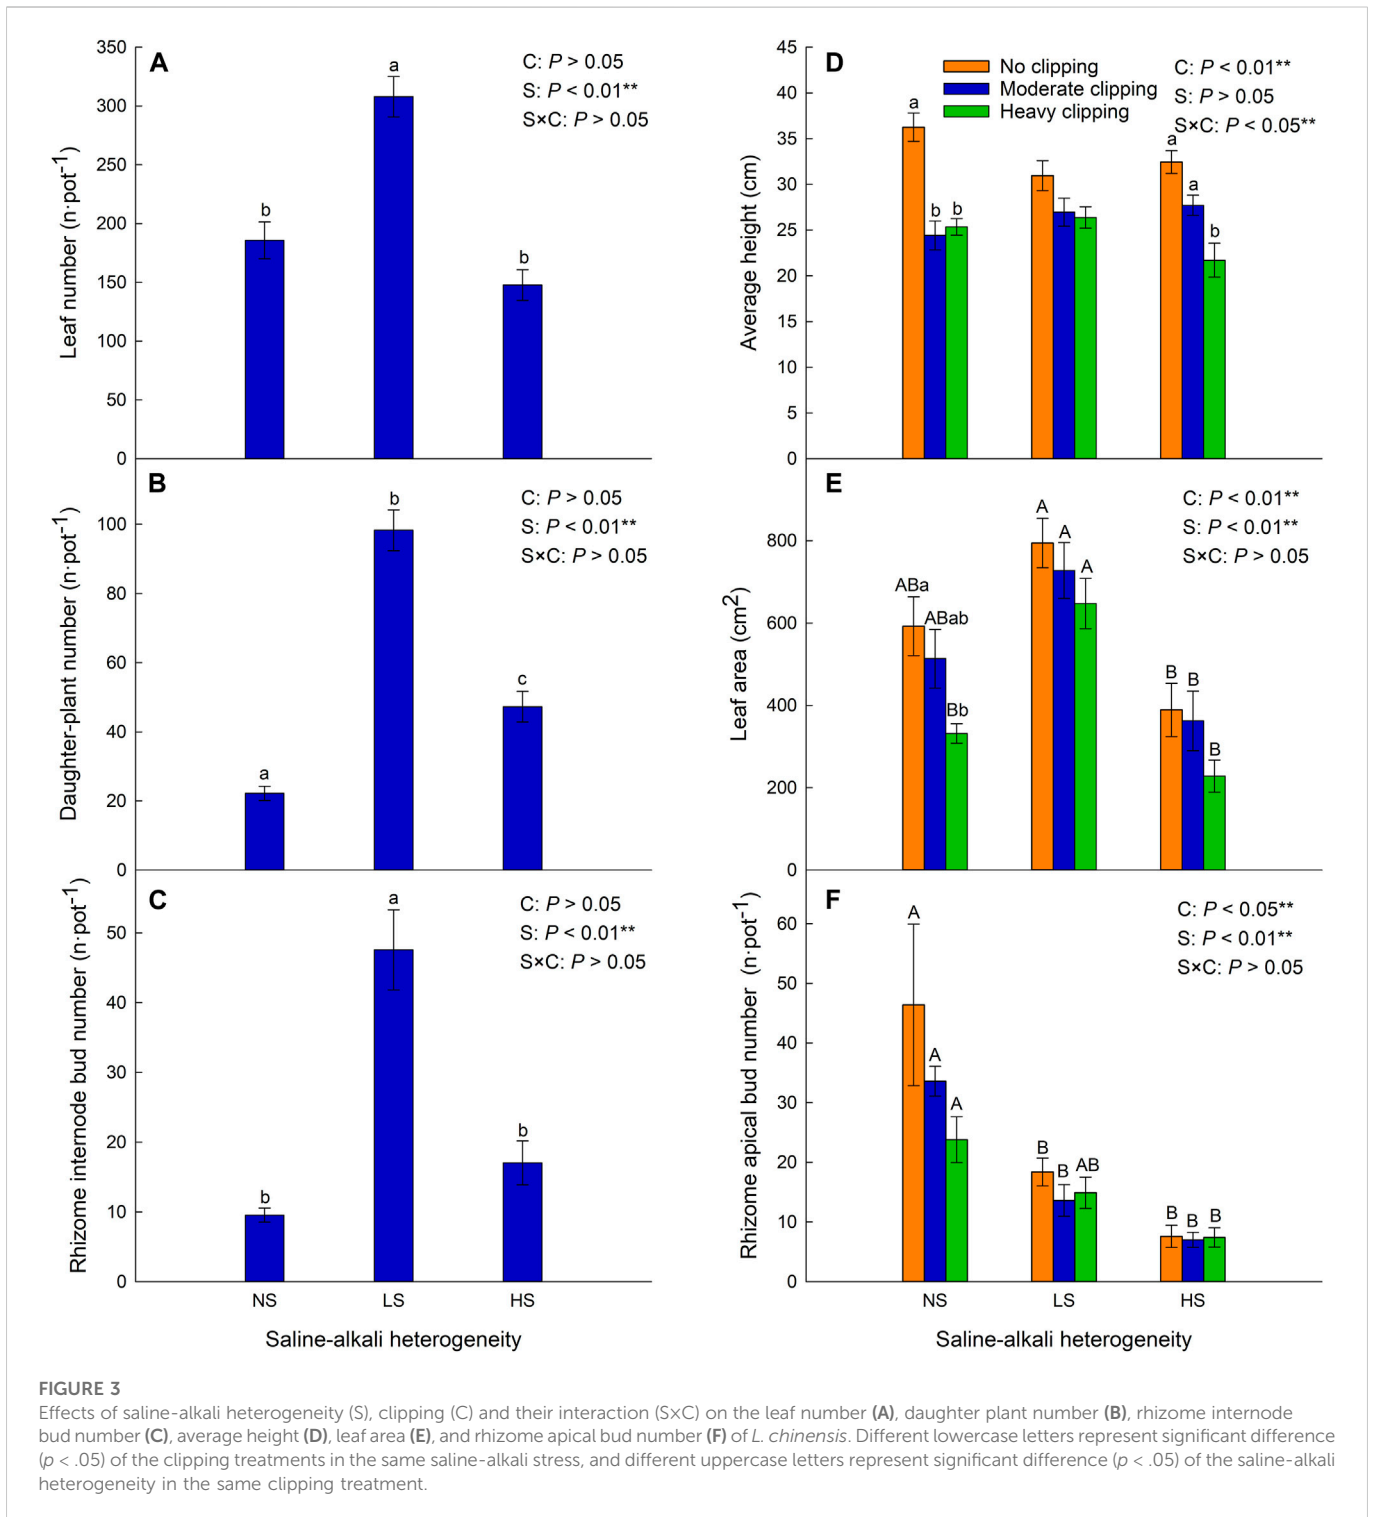 A
C: P > 0.05
S: P < 0.01**
S×C: P > 0.05
350
300
250
200
150
100
50
0
Leaf number (n·pot-1)
b
a
b
B
C: P > 0.05
S: P < 0.01**
S×C: P > 0.05
100
80
60
40
20
0
Daughter-plant number (n·pot-1)
a
b
c
C
C: P > 0.05
S: P < 0.01**
S×C: P > 0.05
50
40
30
20
10
0
Rhizome internode bud number (n·pot-1)
b
a
b
NS LS HS
Saline-alkali heterogeneity
D
No clipping
Moderate clipping
Heavy clipping
C: P < 0.01**
S: P > 0.05
S×C: P < 0.05**
45
40
35
30
25
20
15
10
5
0
Average height (cm)
a
b b
a
a
b
E
C: P < 0.01**
S: P < 0.01**
S×C: P > 0.05
800
600
400
200
0
Leaf area (cm2)
ABa
ABab
Bb
A
A
A
B B
B
F
C: P < 0.05**
S: P < 0.01**
S×C: P > 0.05
60
50
40
30
20
10
0
Rhizome apical bud number (n·pot-1)
A
A
A
B
B
AB
B B B
NS LS HS
Saline-alkali heterogeneity
FIGURE 3
Effects of saline-alkali heterogeneity (S), clipping (C) and their interaction (S×C) on the leaf number (A), daughter plant number (B), rhizome internode
bud number (C), average height (D), leaf area (E), and rhizome apical bud number (F) of L. chinensis. Different lowercase letters represent significant difference
(p < .05) of the clipping treatments in the same saline-alkali stress, and different uppercase letters represent significant difference (p < .05) of the saline-alkali
heterogeneity in the same clipping treatment.